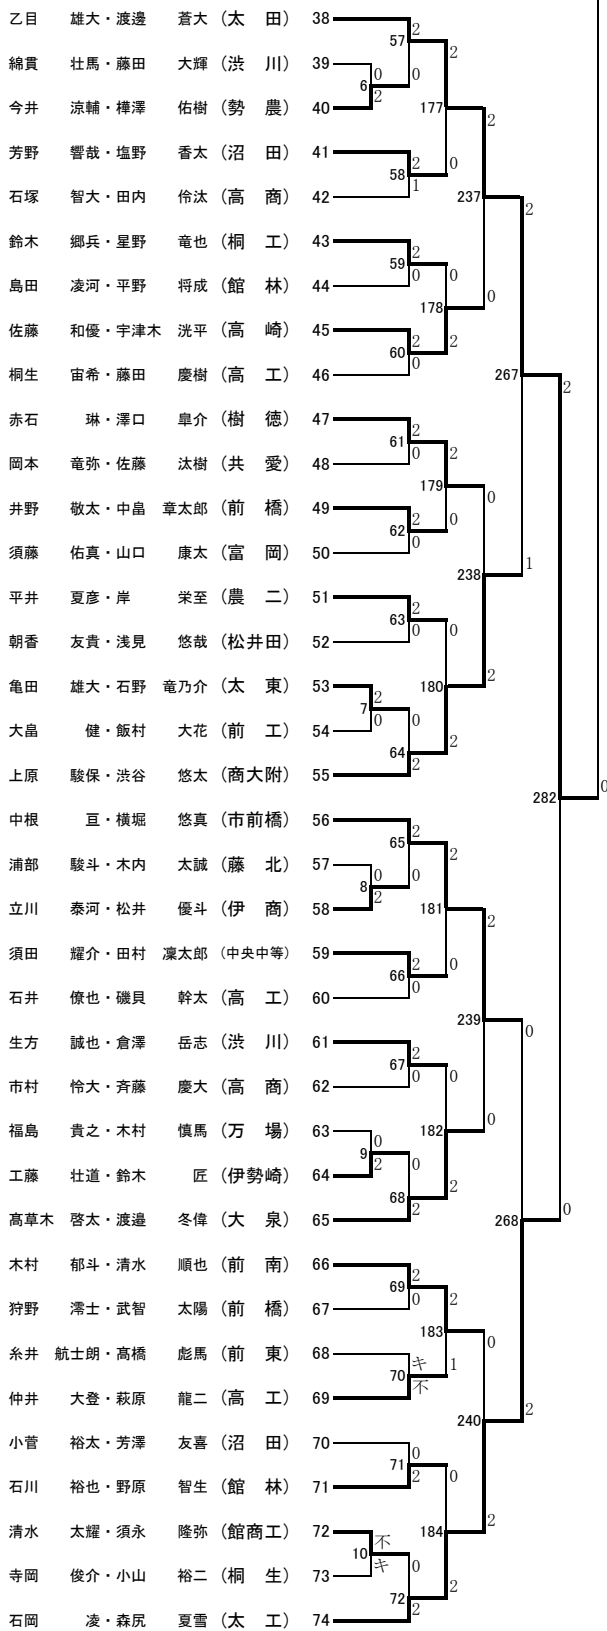 乙目 雄大・渡邊 蒼大 (太 田) 38
綿貫 壮馬・藤田 大輝 (渋 川) 39
今井 涼輔・樺澤 佑樹 (勢 農) 40
芳野 響哉・塩野 香太 (沼 田) 41
石塚 智大・田内 伶汰 (高 商) 42
鈴木 郷兵・星野 竜也 (桐 工) 43
島田 凌河・平野 将成 (館 林) 44
佐藤 和優・宇津木 洸平 (高 崎) 45
桐生 宙希・藤田 慶樹 (高 工) 46
赤石 琳・澤口 皐介 (樹 徳) 47
岡本 竜弥・佐藤 汰樹 (共 愛) 48
井野 敬太・中畠 章太郎 (前 橋) 49
須藤 佑真・山口 康太 (富 岡) 50
平井 夏彦・岸 栄至 (農 二) 51
朝香 友貴・浅見 悠哉 (松井田) 52
亀田 雄大・石野 竜乃介 (太 東) 53
大畠 健・飯村 大花 (前 工) 54
上原 駿保・渋谷 悠太 (商大附) 55
中根 亘・横堀 悠真 (市前橋) 56
浦部 駿斗・木内 太誠 (藤 北) 57
立川 泰河・松井 優斗 (伊 商) 58
須田 耀介・田村 凜太郎 (中央中等) 59
石井 僚也・磯貝 幹太 (高 工) 60
生方 誠也・倉澤 岳志 (渋 川) 61
市村 怜大・斉藤 慶大 (高 商) 62
福島 貴之・木村 慎馬 (万 場) 63
工藤 壮道・鈴木 匠 (伊勢崎) 64
髙草木 啓太・渡邉 冬偉 (大 泉) 65
木村 郁斗・清水 順也 (前 南) 66
狩野 澪士・武智 太陽 (前 橋) 67
糸井 航士朗・髙橋 彪馬 (前 東) 68
仲井 大登・萩原 龍二 (高 工) 69
小菅 裕太・芳澤 友喜 (沼 田) 70
石川 裕也・野原 智生 (館 林) 71
清水 太耀・須永 隆弥 (館商工) 72
寺岡 俊介・小山 裕二 (桐 生) 73
石岡 凌・森尻 夏雪 (太 工) 74
6 0 2
7 2 0
8 0 2
9 0 2
10 不 キ
57 2 0
58 2 1
59 2 0
60 2 0
61 2 0
62 2 0
63 2 0
64 0 2
65 2 0
66 2 0
67 2 0
68 0 2
69 2 0
70 キ 不
71 0 2
72 0 2
177 2 0
178 0 2
179 2 0
180 0 2
181 2 0
182 0 2
183 2 1
184 0 2
237 2 0
238 0 2
239 2 0
240 0 2
267 2 1
268 0 2
282 2 0
0